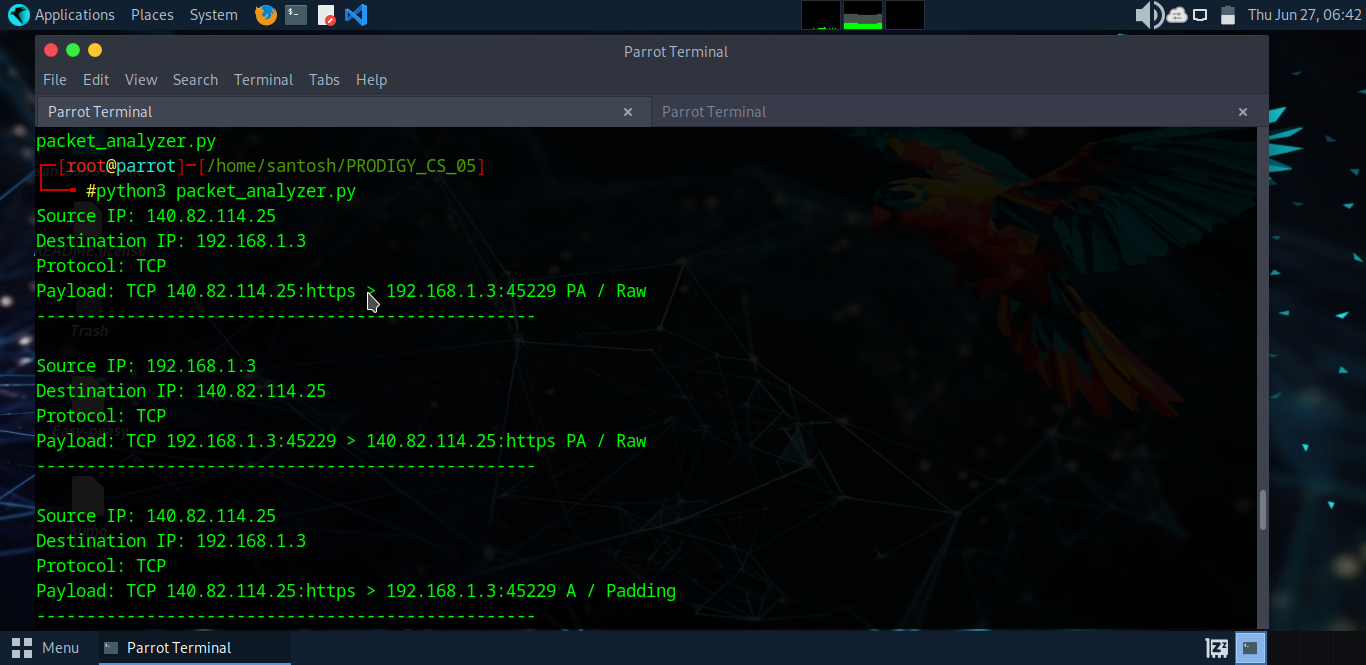 Applications Places System Thu Jun 27, 06:42
Parrot Terminal
File Edit View Search Terminal Tabs Help
Parrot Terminal × Parrot Terminal ×
packet_analyzer.py
┌─[root@parrot]─[/home/santosh/PRODIGY_CS_05]
└──╼ #python3 packet_analyzer.py
Source IP: 140.82.114.25
Destination IP: 192.168.1.3
README.license
Protocol: TCP
Payload: TCP 140.82.114.25:https > 192.168.1.3:45229 PA / Raw
--------------------------------------------------
Trash
Source IP: 192.168.1.3
Destination IP: 140.82.114.25
Protocol: TCP
Easy-peasy
Payload: TCP 192.168.1.3:45229 > 140.82.114.25:https PA / Raw
--------------------------------------------------
Source IP: 140.82.114.25
sumo
Destination IP: 192.168.1.3
Protocol: TCP
Payload: TCP 140.82.114.25:https > 192.168.1.3:45229 A / Padding
--------------------------------------------------
Menu Parrot Terminal